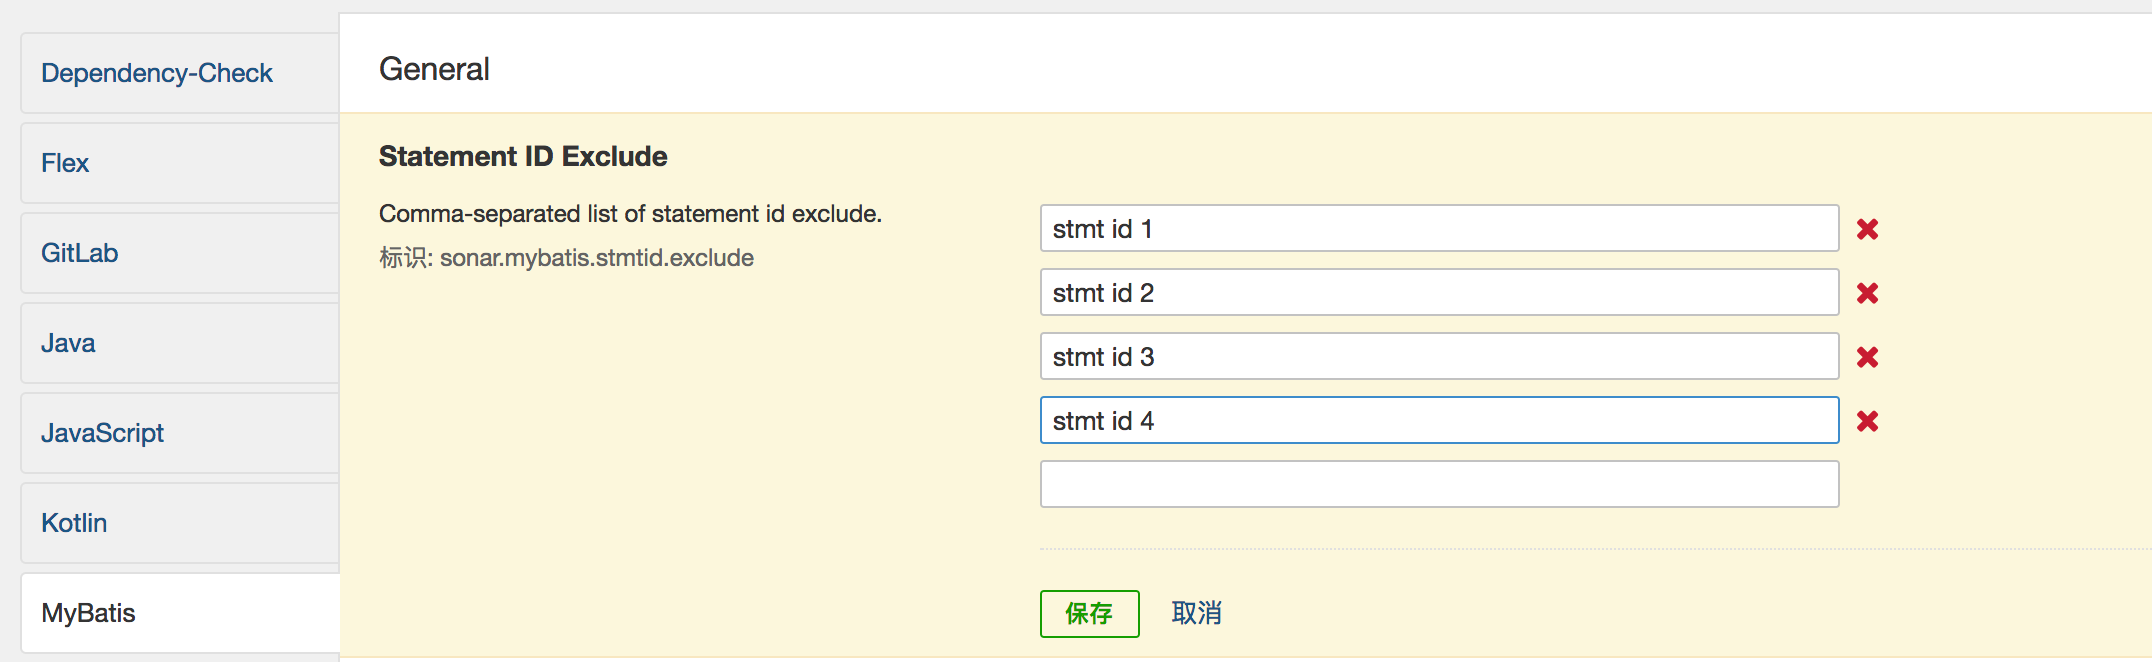 Dependency-Check
Flex
GitLab
Java
JavaScript
Kotlin
MyBatis
General
Statement ID Exclude
Comma-separated list of statement id exclude.
标识: sonar.mybatis.stmtid.exclude
stmt id 1
stmt id 2
stmt id 3
stmt id 4
保存 取消